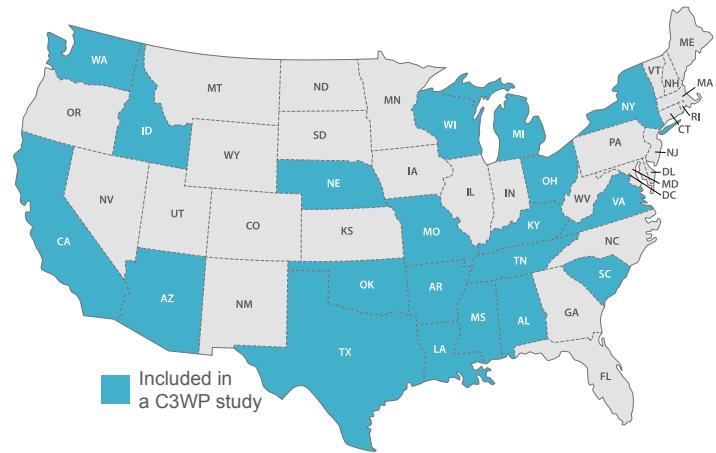 WA
MT
ND
MN
ME
VT
NH
MA
RI
CT
OR
ID
SD
WI
MI
NY
WY
PA
NJ
NE
IA
DL
MD
DC
NV
UT
CO
IL
IN
OH
WV
VA
CA
KS
MO
KY
NC
AZ
NM
OK
AR
TN
SC
TX
LA
MS
AL
GA
FL
Included in
a C3WP study